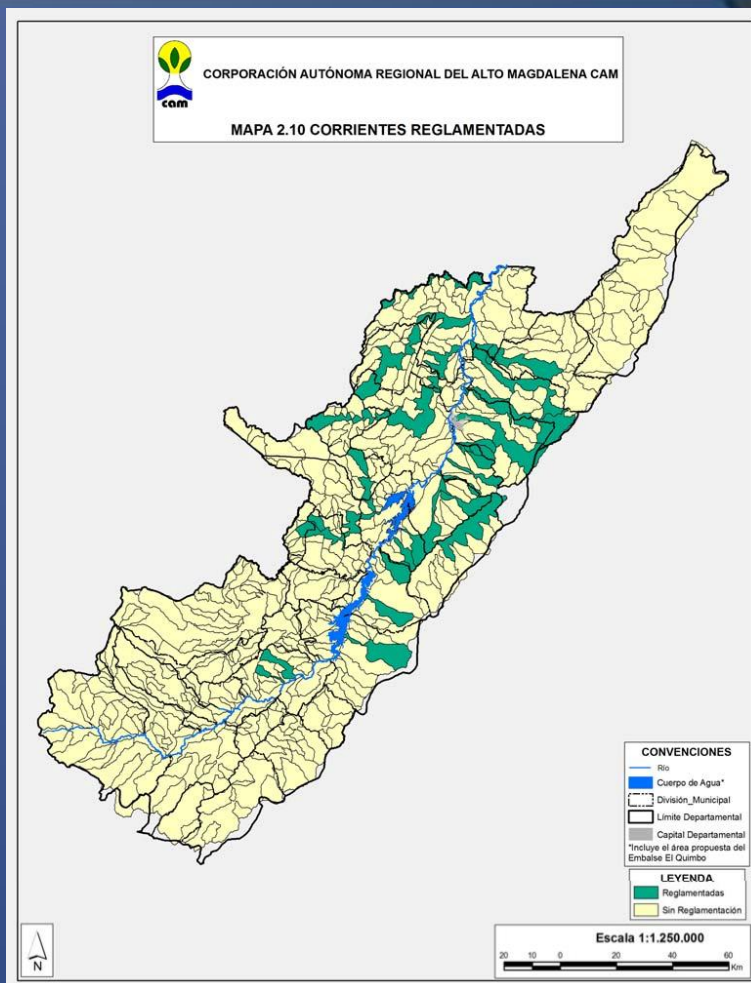 cam
CORPORACIÓN AUTÓNOMA REGIONAL DEL ALTO MAGDALENA CAM
MAPA 2.10 CORRIENTES REGLAMENTADAS
CONVENCIONES
Río
Cuerpo de Agua*
División_Municipal
Límite Departamental
Capital Departamental
*Incluye el área propuesta del
Embalse El Quimbo
LEYENDA.
Reglamentadas
Sin Reglamentación
N
Escala 1:1.250.000
20 10 0 20 40 60
Km